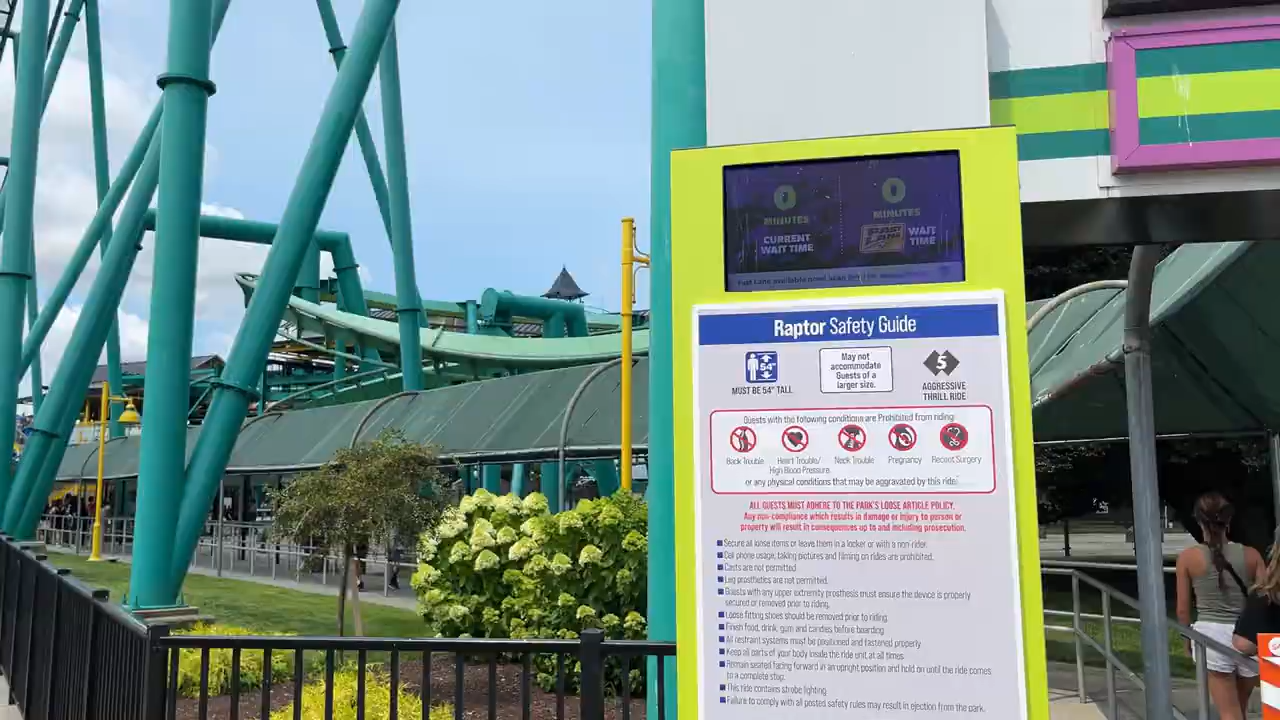 0
MINUTES
CURRENT
WAIT TIME
0
MINUTES
FAST LANE
WAIT
TIME
Fast Lane available now!
Raptor Safety Guide
54"
MUST BE 54" TALL
May not
accommodate
Guests of a
larger size.
5
AGGRESSIVE
THRILL RIDE
Guests with the following conditions are Prohibited from riding:
Back Trouble
Heart Trouble/
High Blood Pressure
Neck Trouble
Pregnancy
Recent Surgery
or any physical conditions that may be aggravated by this ride.
ALL GUESTS MUST ADHERE TO THE PARK'S LOOSE ARTICLE POLICY.
Any non-compliance which results in damage or injury to person or
property will result in consequences up to and including prosecution.
Secure all loose items or leave them in a locker or with a non-rider.
Cell phone usage, taking pictures and filming on rides are prohibited.
Casts are not permitted
Leg prosthetics are not permitted.
Guests with any upper extremity prosthesis must ensure the device is properly
secured or removed prior to riding.
Loose fitting shoes should be removed prior to riding.
Finish food, drink, gum and candies before boarding
All restraint systems must be positioned and fastened properly
Keep all parts of your body inside the ride unit at all times.
Remain seated facing forward in an upright position and hold on until the ride comes
to a complete stop.
This ride contains strobe lighting
Failure to comply with all posted safety rules may result in ejection from the park.